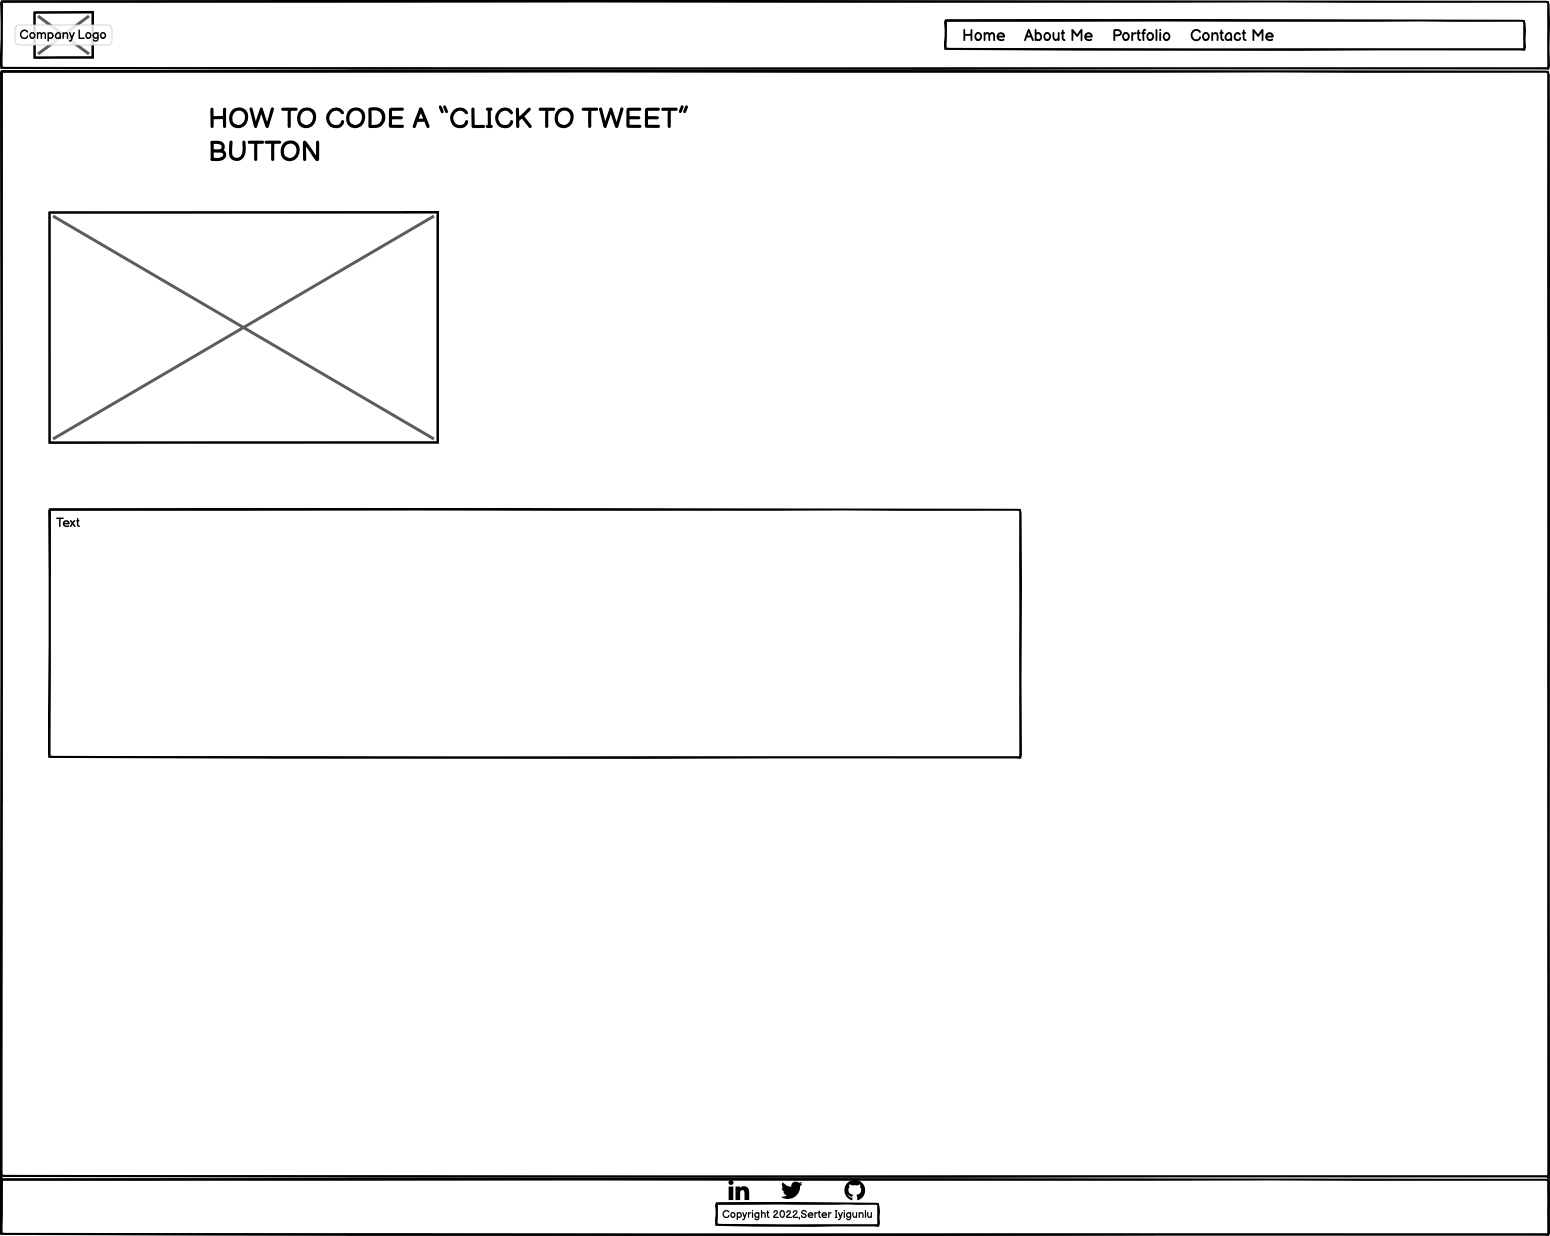 Company Logo
Home About Me Portfolio Contact Me
HOW TO CODE A “CLICK TO TWEET”
BUTTON
Text
in
Copyright 2022,Serter Iyigunlu